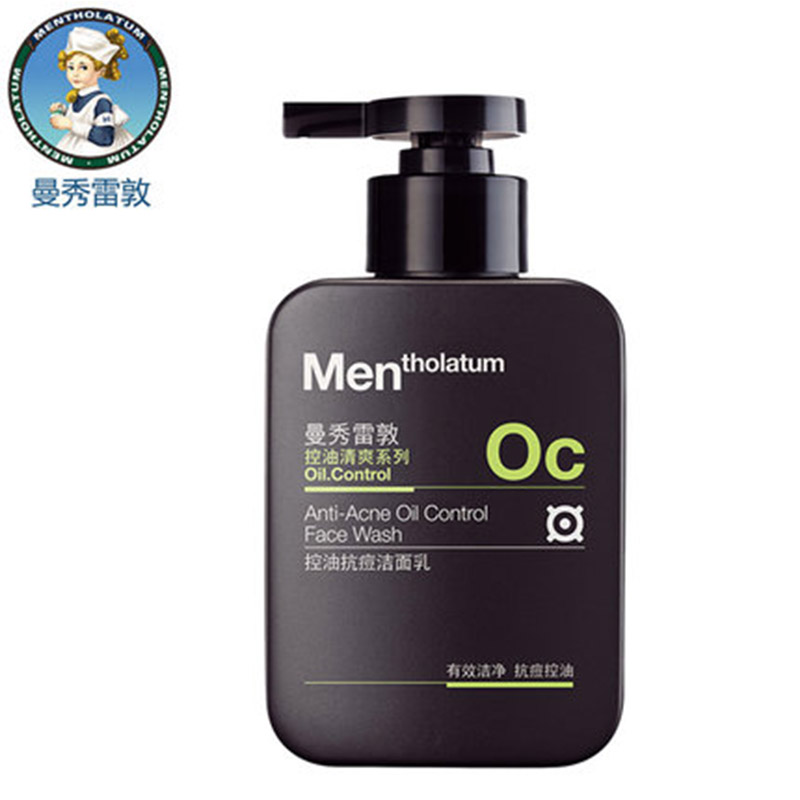 MENTHOLATUM MENTHOLATUM MENTHOLATUM
曼秀雷敦
Mentholatum
曼秀雷敦
控油清爽系列
Oil.Control
Oc
Anti-Acne Oil Control
Face Wash
控油抗痘洁面乳
有效洁净 抗痘控油